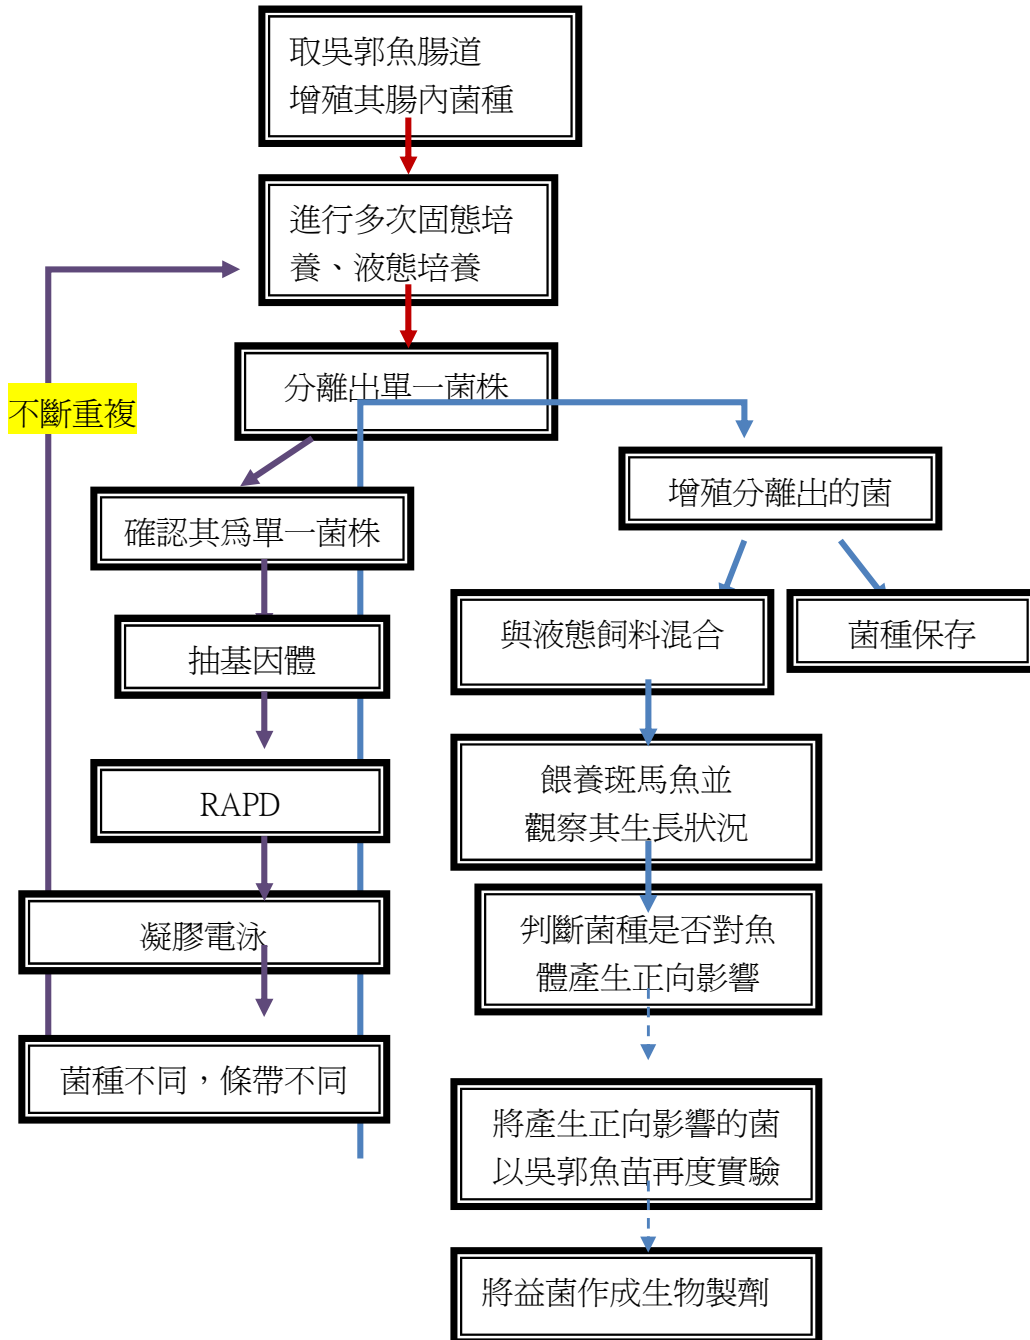 取吳郭魚腸道
增殖其腸內菌種
進行多次固態培
養、液態培養
分離出單一菌株
不斷重複
確認其為單一菌株
抽基因體
RAPD
凝膠電泳
菌種不同，條帶不同
增殖分離出的菌
與液態飼料混合
菌種保存
餵養斑馬魚並
觀察其生長狀況
判斷菌種是否對魚
體產生正向影響
將產生正向影響的菌
以吳郭魚苗再度實驗
將益菌作成生物製劑